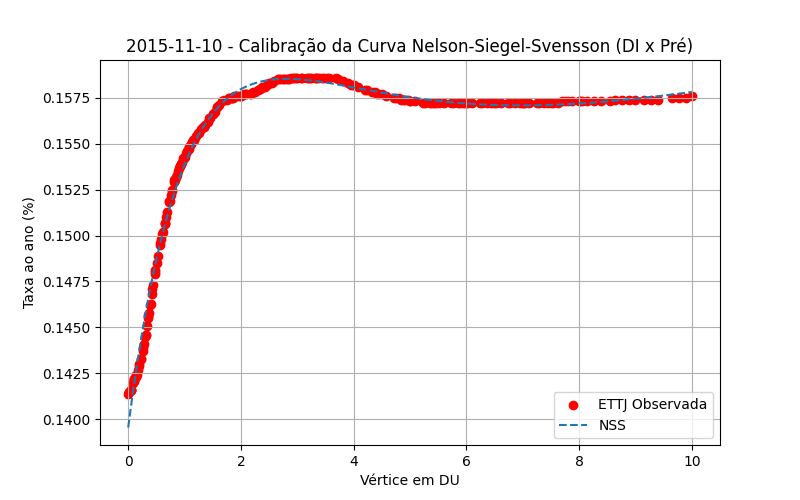 2015-11-10 - Calibração da Curva Nelson-Siegel-Svensson (DI x Pré)
Taxa ao ano (%)
0.1575
0.1550
0.1525
0.1500
0.1475
0.1450
0.1425
0.1400
ETTJ Observada
NSS
0 2 4 6 8 10
Vértice em DU